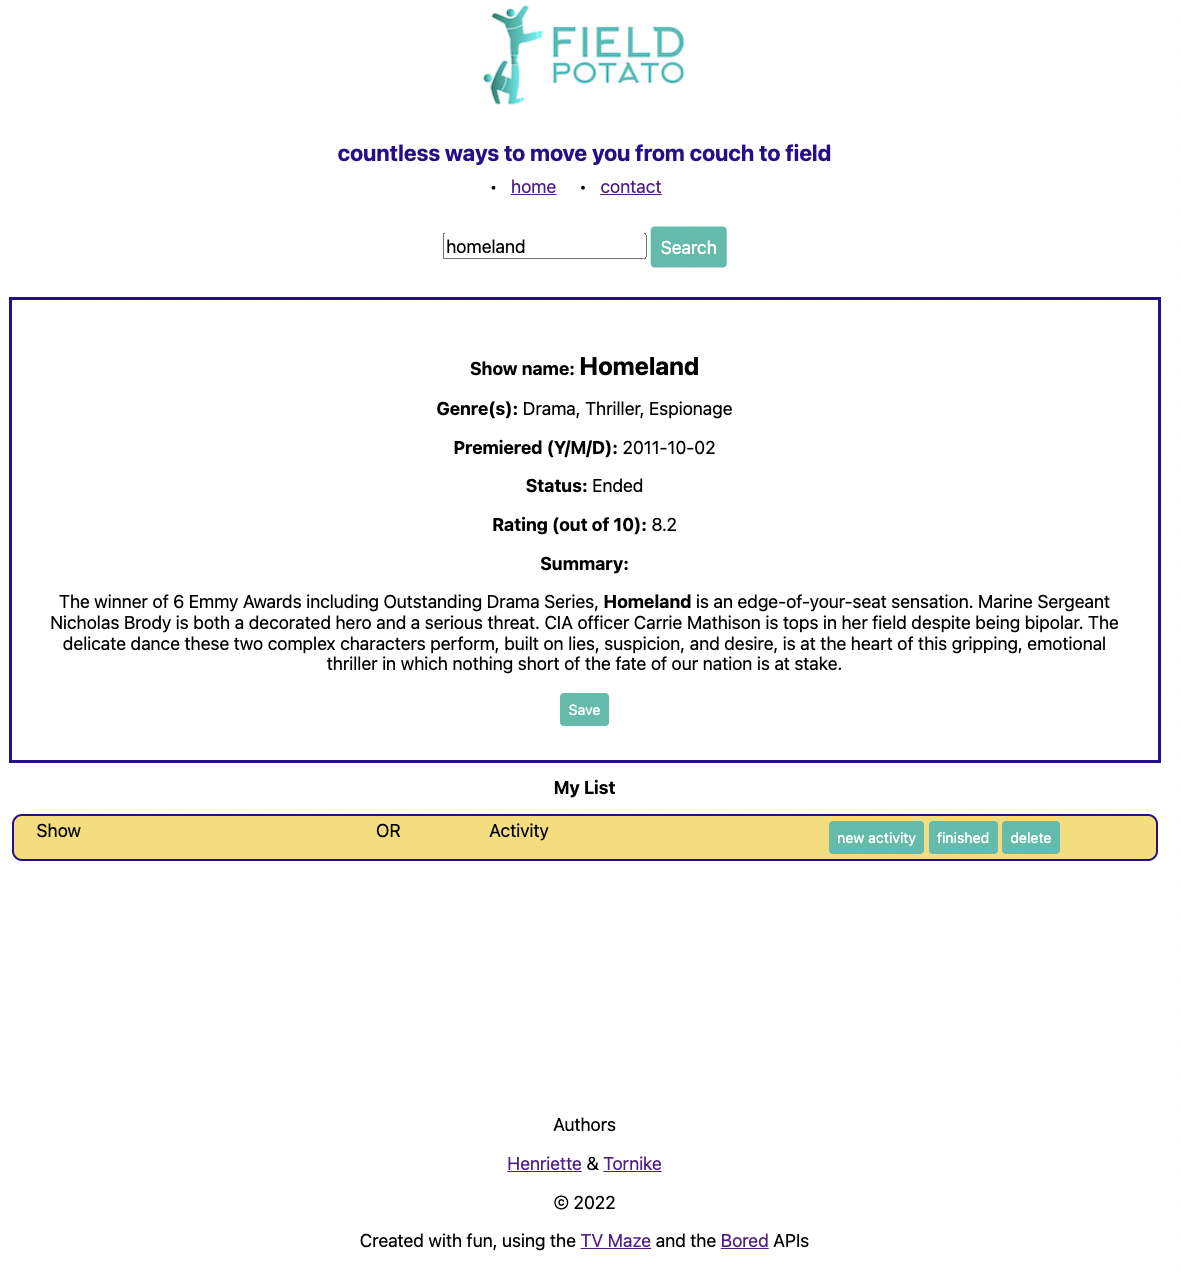 FIELD
POTATO
countless ways to move you from couch to field
• home • contact
homeland Search
Show name: Homeland
Genre(s): Drama, Thriller, Espionage
Premiered (Y/M/D): 2011-10-02
Status: Ended
Rating (out of 10): 8.2
Summary:
The winner of 6 Emmy Awards including Outstanding Drama Series, Homeland is an edge-of-your-seat sensation. Marine Sergeant
Nicholas Brody is both a decorated hero and a serious threat. CIA officer Carrie Mathison is tops in her field despite being bipolar. The
delicate dance these two complex characters perform, built on lies, suspicion, and desire, is at the heart of this gripping, emotional
thriller in which nothing short of the fate of our nation is at stake.
Save
My List
Show OR Activity new activity finished delete
Authors
Henriette & Tornike
© 2022
Created with fun, using the TV Maze and the Bored APIs